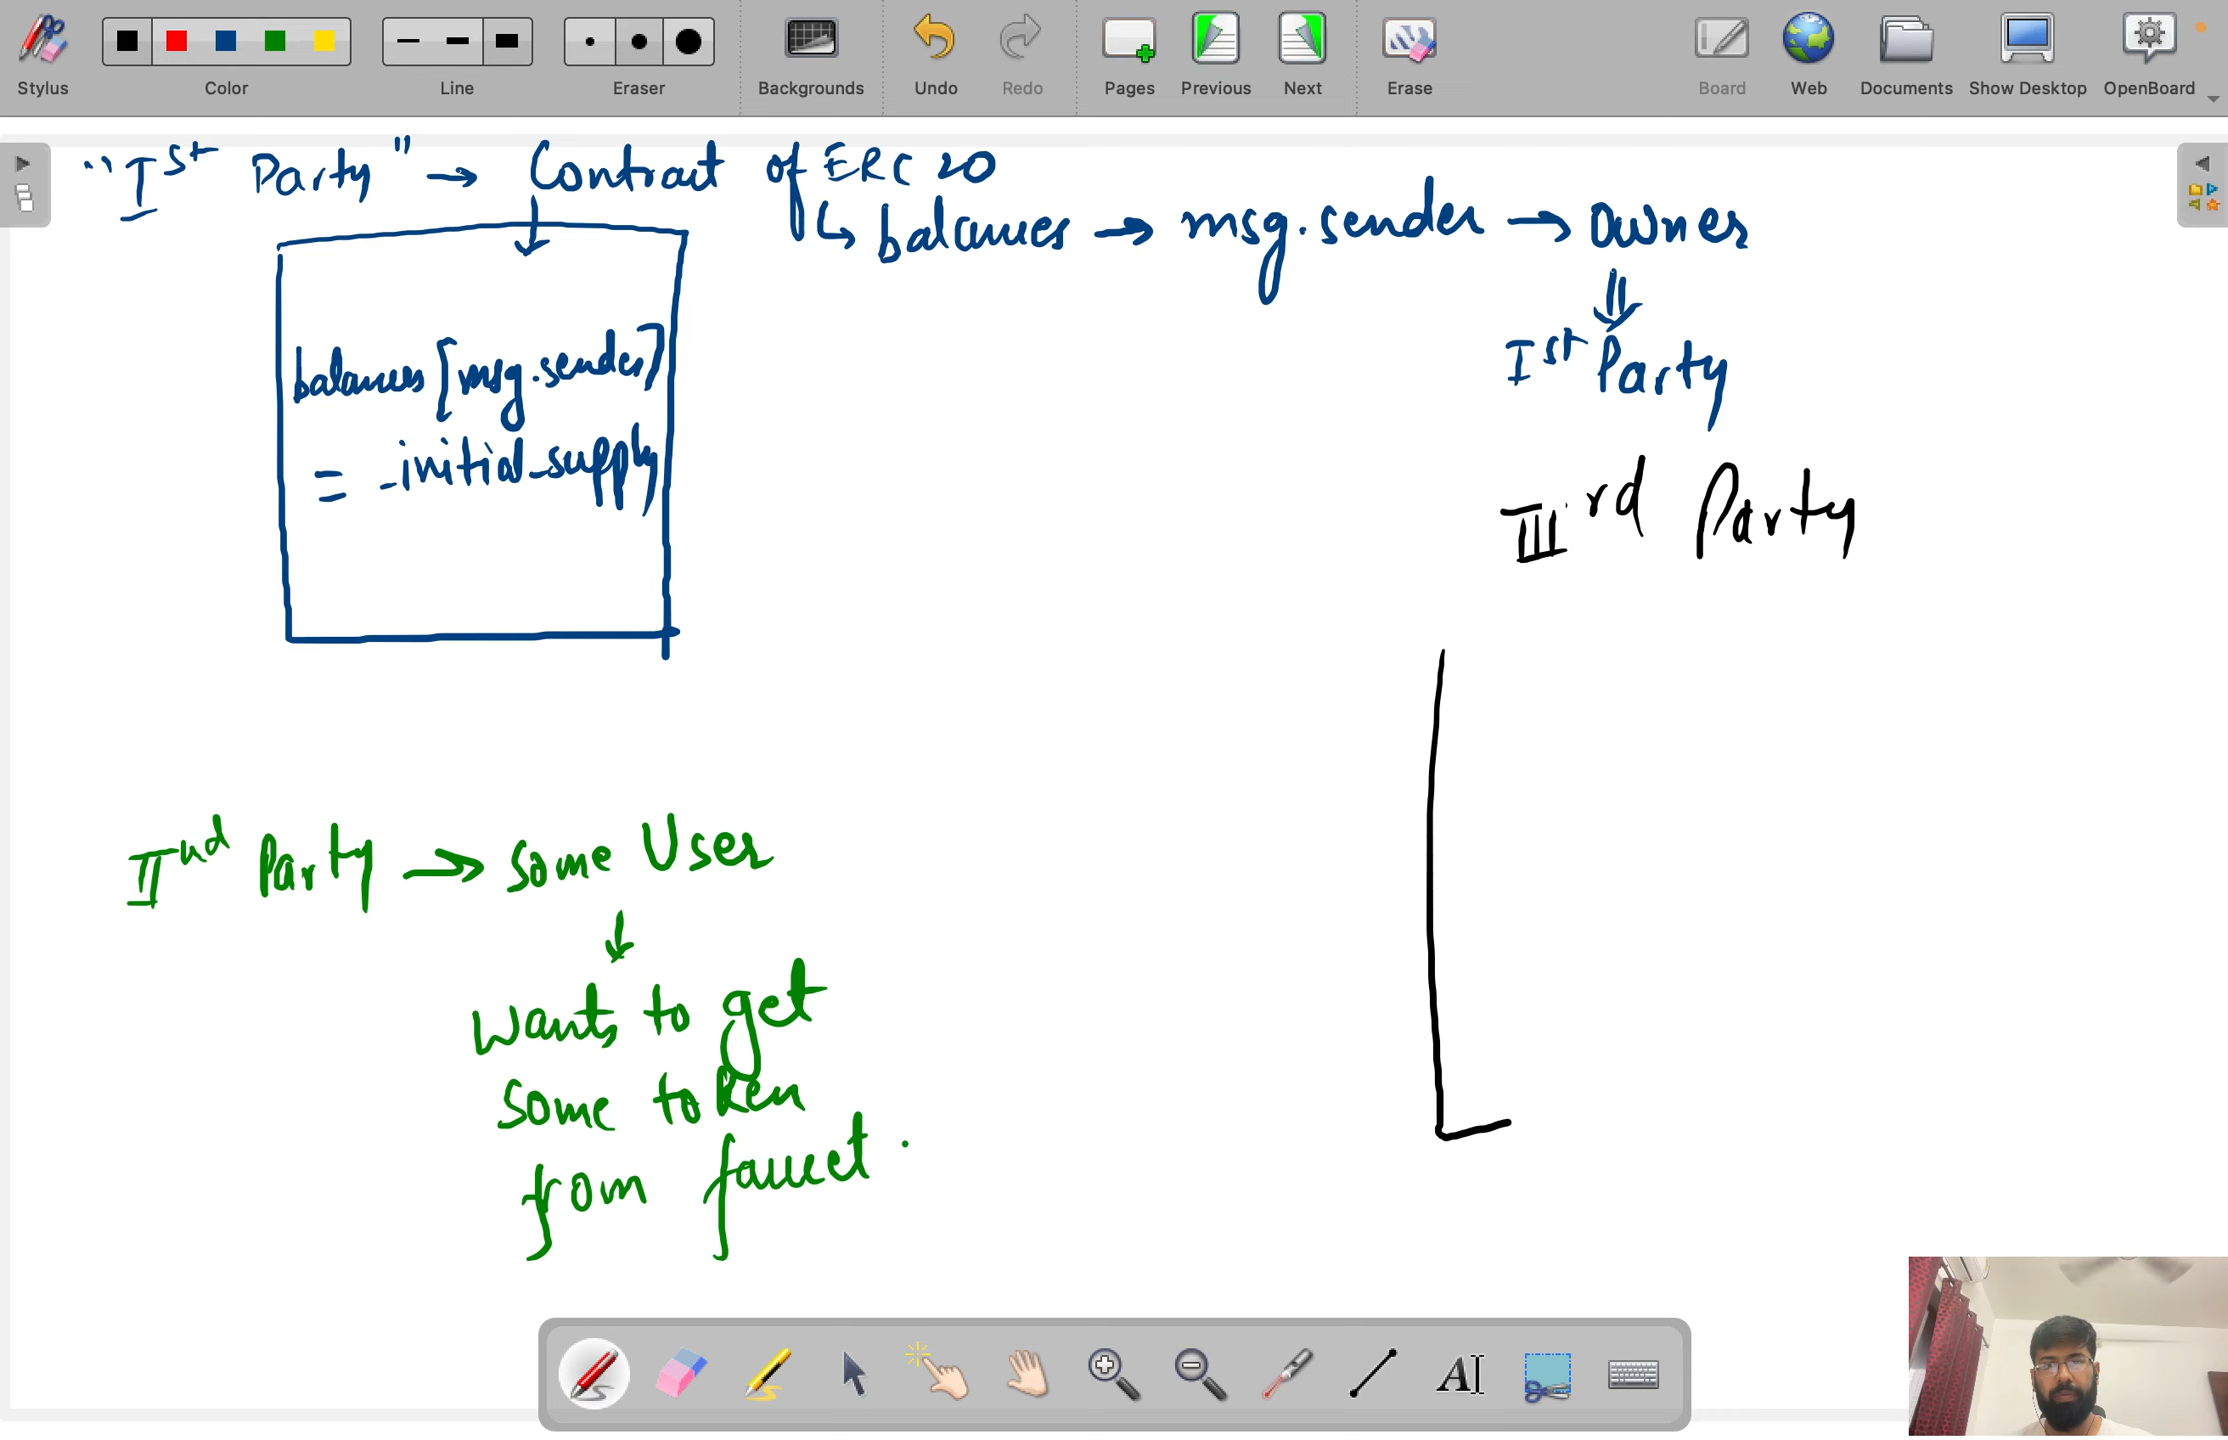 Stylus
Color
Line
Eraser
Backgrounds
Undo
Redo
Pages
Previous
Next
Erase
Board
Web
Documents
Show Desktop
OpenBoard
"Ist Party" → Contract of ERC 20
↳ balances → msg.sender → owner
⇓
Ist Party
balances [msg.sender]
= _initial_supply
IIIrd Party
IInd Party → some User
↓
wants to get
some token
from faucet.
AI